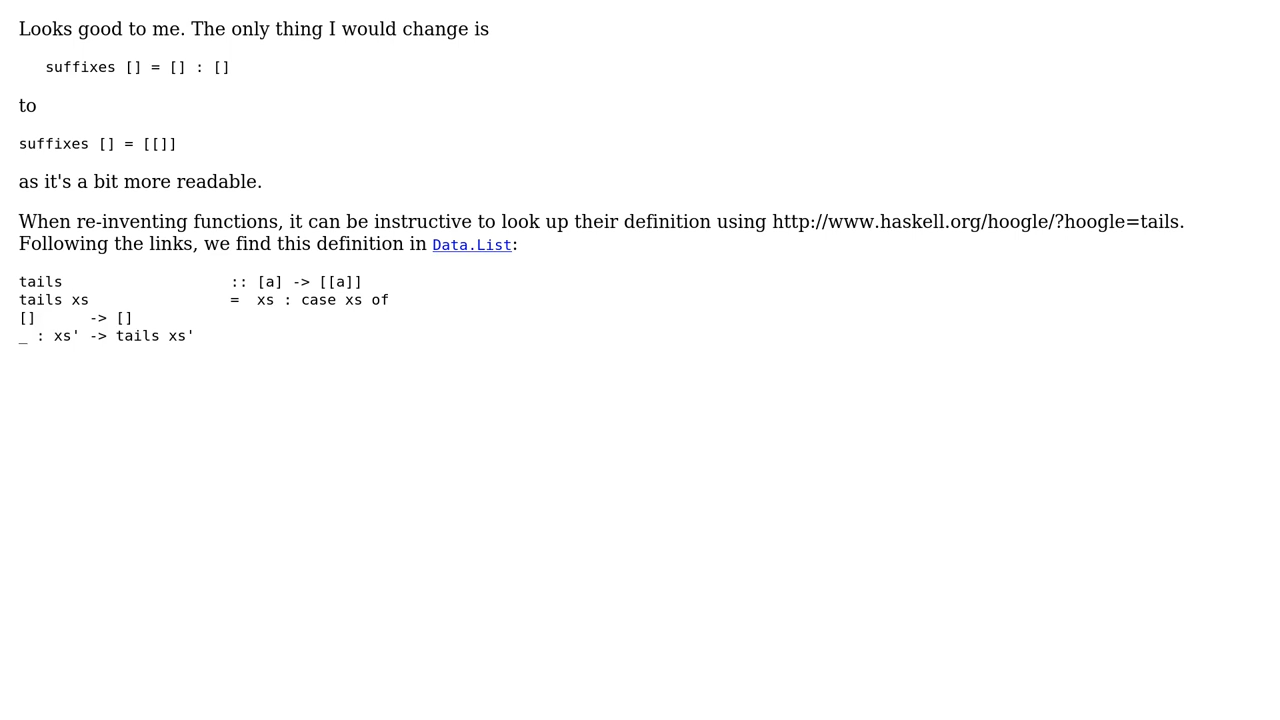 Looks good to me. The only thing I would change is
   suffixes [] = [] : []
to
suffixes [] = [[]]
as it's a bit more readable.
When re-inventing functions, it can be instructive to look up their definition using http://www.haskell.org/hoogle/?hoogle=tails.
Following the links, we find this definition in Data.List:
tails                   :: [a] -> [[a]]
tails xs                =  xs : case xs of
[]      -> []
_ : xs' -> tails xs'